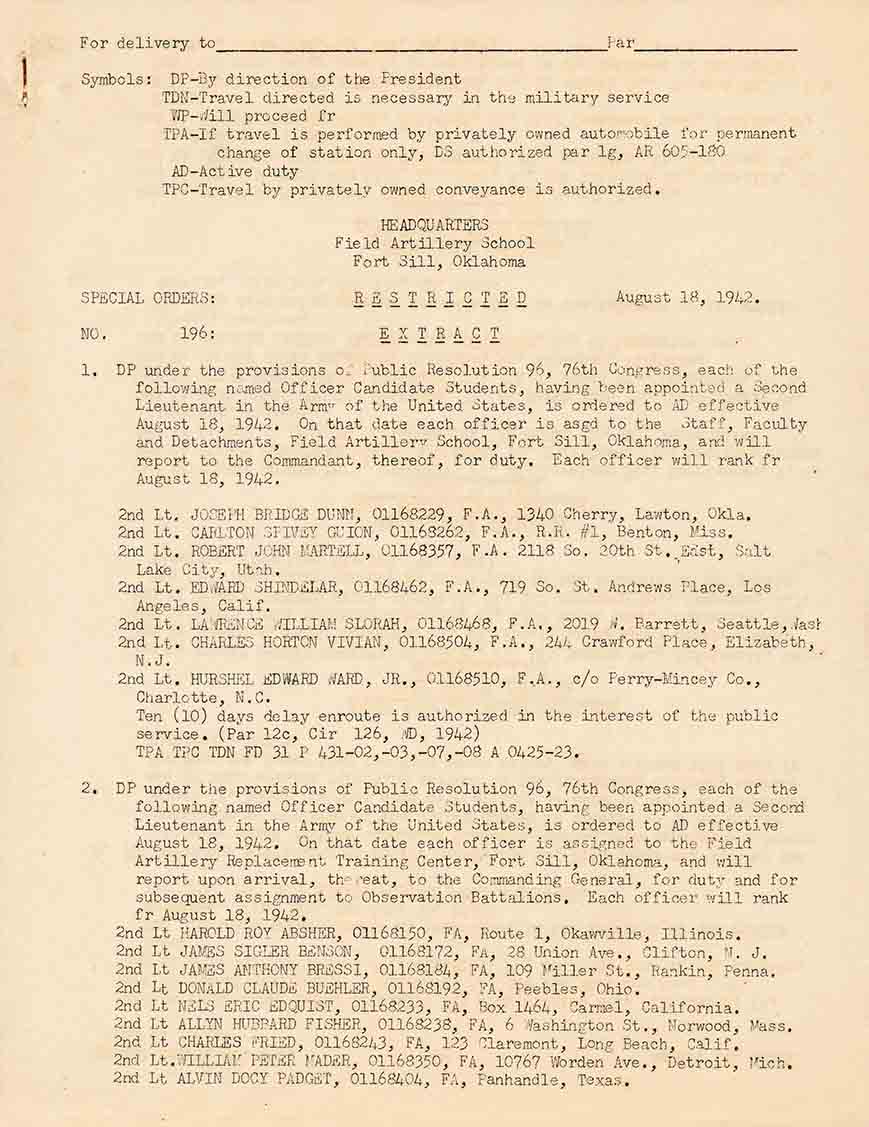 For delivery to____________________ Par____________
Symbols: DP-By direction of the President
TDN-Travel directed is necessary in the military service
WP-Will proceed fr
TPA-If travel is performed by privately owned automobile for permanent
change of station only, DS authorized par 1g, AR 605-180
AD-Active duty
TPC-Travel by privately owned conveyance is authorized.
HEADQUARTERS
Field Artillery School
Fort Sill, Oklahoma
SPECIAL ORDERS: R E S T R I C T E D August 18, 1942.
NO. 196: E X T R A C T
1. DP under the provisions of Public Resolution 96, 76th Congress, each of the
following named Officer Candidate Students, having been appointed a Second
Lieutenant in the Army of the United States, is ordered to AD effective
August 18, 1942. On that date each officer is asgd to the Staff, Faculty
and Detachments, Field Artillery School, Fort Sill, Oklahoma, and will
report to the Commandant, thereof, for duty. Each officer will rank fr
August 18, 1942.
2nd Lt. JOSEPH BRIDGE DUNN, 01168229, F.A., 1340 Cherry, Lawton, Okla.
2nd Lt. CARLTON SPIVEY GUION, 01168262, F.A., R.R. #1, Benton, Miss.
2nd Lt. ROBERT JOHN MARTELL, 01168357, F.A. 2118 So. 20th St. East, Salt
Lake City, Utah.
2nd Lt. EDWARD SHINDELAR, 01168462, F.A., 719 So. St. Andrews Place, Los
Angeles, Calif.
2nd Lt. LAWRENCE WILLIAM SLORAH, 01168468, F.A., 2019 W. Barrett, Seattle, Wash
2nd Lt. CHARLES HORTON VIVIAN, 01168504, F.A., 244 Crawford Place, Elizabeth,
N.J.
2nd Lt. HURSHEL EDWARD WARD, JR., 01168510, F.A., c/o Perry-Mincey Co.,
Charlotte, N.C.
Ten (10) days delay enroute is authorized in the interest of the public
service. (Par 12c, Cir 126, WD, 1942)
TPA TPC TDN FD 31 P 431-02,-03,-07,-08 A 0425-23.
2. DP under the provisions of Public Resolution 96, 76th Congress, each of the
following named Officer Candidate Students, having been appointed a Second
Lieutenant in the Army of the United States, is ordered to AD effective
August 18, 1942. On that date each officer is assigned to the Field
Artillery Replacement Training Center, Fort Sill, Oklahoma, and will
report upon arrival, thereat, to the Commanding General, for duty and for
subsequent assignment to Observation Battalions. Each officer will rank
fr August 18, 1942.
2nd Lt HAROLD ROY ABSHER, 01168150, FA, Route 1, Okawville, Illinois.
2nd Lt JAMES SIGLER BENSON, 01168172, FA, 28 Union Ave., Clifton, N. J.
2nd Lt JAMES ANTHONY BRESSI, 01168184, FA, 109 Miller St., Rankin, Penna.
2nd Lt DONALD CLAUDE BUEHLER, 01168192, FA, Peebles, Ohio.
2nd Lt NELS ERIC EDQUIST, 01168233, FA, Box 1464, Carmel, California.
2nd Lt ALLYN HUBBARD FISHER, 01168238, FA, 6 Washington St., Norwood, Mass.
2nd Lt CHARLES FRIED, 01168243, FA, 123 Claremont, Long Beach, Calif.
2nd Lt.WILLIAM PETER MADER, 01168350, FA, 10767 Worden Ave., Detroit, Mich.
2nd Lt ALVIN DOCY PADGET, 01168404, FA, Panhandle, Texas.